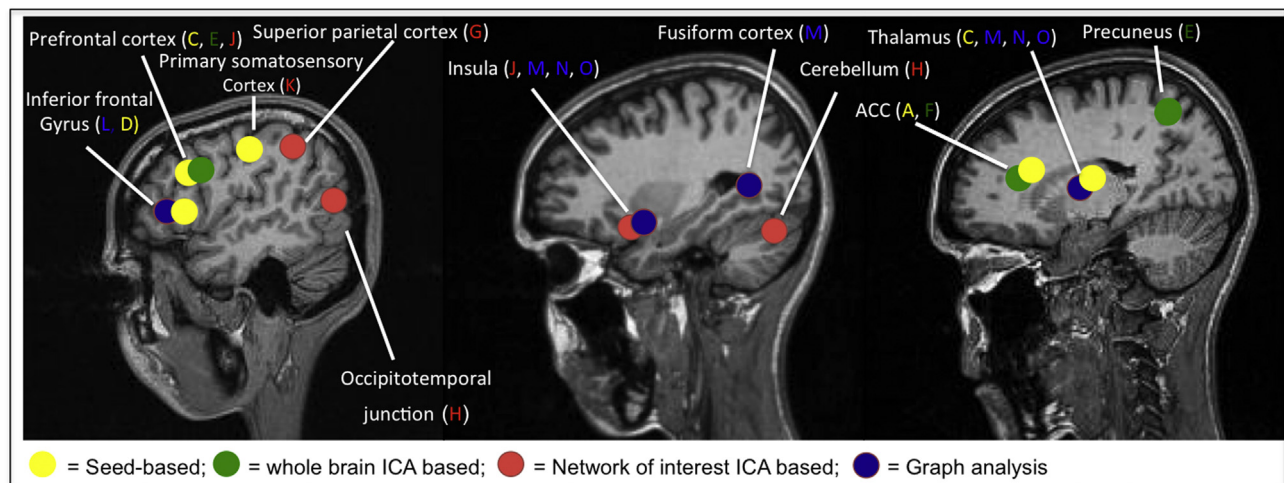 Prefrontal cortex (C, E, J)
Superior parietal cortex (G)
Primary somatosensory
Cortex (K)
Inferior frontal
Gyrus (L, D)
Occipitotemporal
junction (H)
Fusiform cortex (M)
Insula (J, M, N, O)
Cerebellum (H)
Thalamus (C, M, N, O)
Precuneus (E)
ACC (A, F)
= Seed-based; = whole brain ICA based; = Network of interest ICA based; = Graph analysis